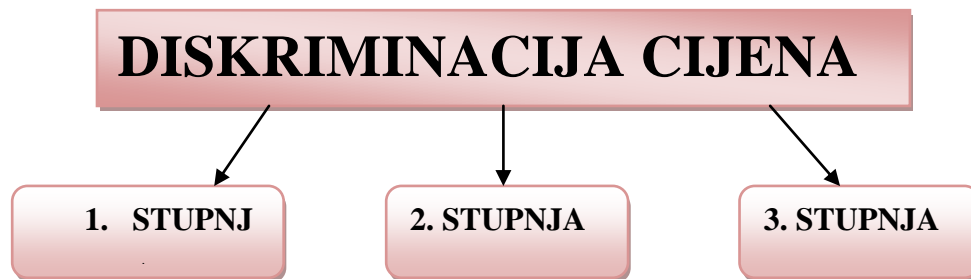 DISKRIMINACIJA CIJENA
1. STUPNJ
2. STUPNJA
3. STUPNJA